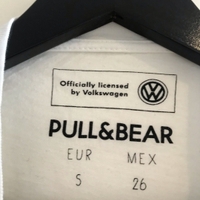 Officially licensed
by Volkswagen
PULL&BEAR
EUR MEX
S 26